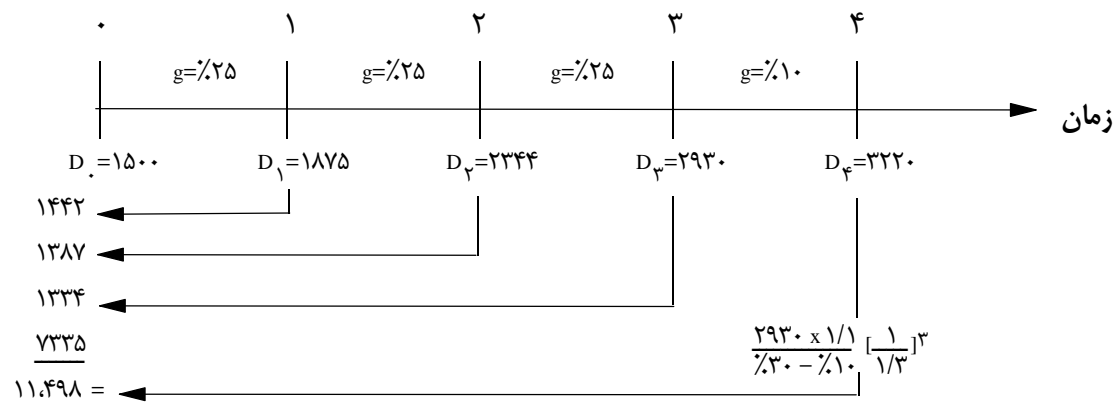 ۰ ۱ ۲ ۳ ۴
g=٪۲۵ g=٪۲۵ g=٪۲۵ g=٪۱۰
زمان
D۰=۱۵۰۰ D۱=۱۸۷۵ D۲=۲۳۴۴ D۳=۲۹۳۰ D۴=۳۲۲۰
۱۴۴۲
۱۳۸۷
۱۳۳۴
۷۳۳۵
۲۹۳۰ x ۱/۱ [۱
٪۳۰ – ٪۱۰ ۱/۳]۳
۱۱،۴۹۸ =